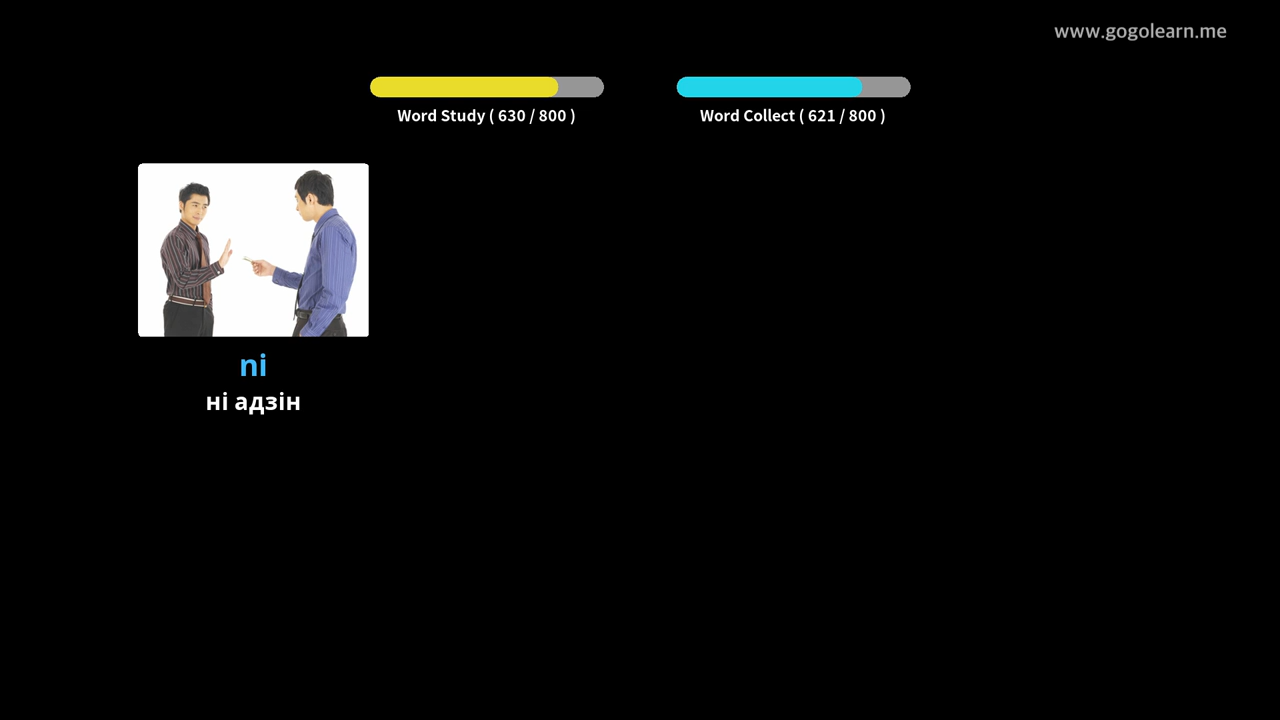 www.gogolearn.me
Word Study ( 630 / 800 )
Word Collect ( 621 / 800 )
ni
ні адзін